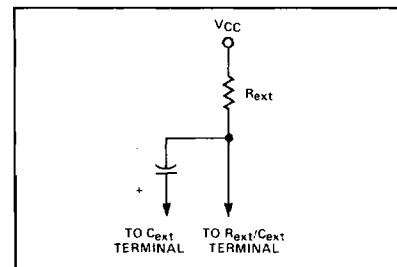 VCC
Rext
+
TO Cext TO Rext/Cext
TERMINAL TERMINAL